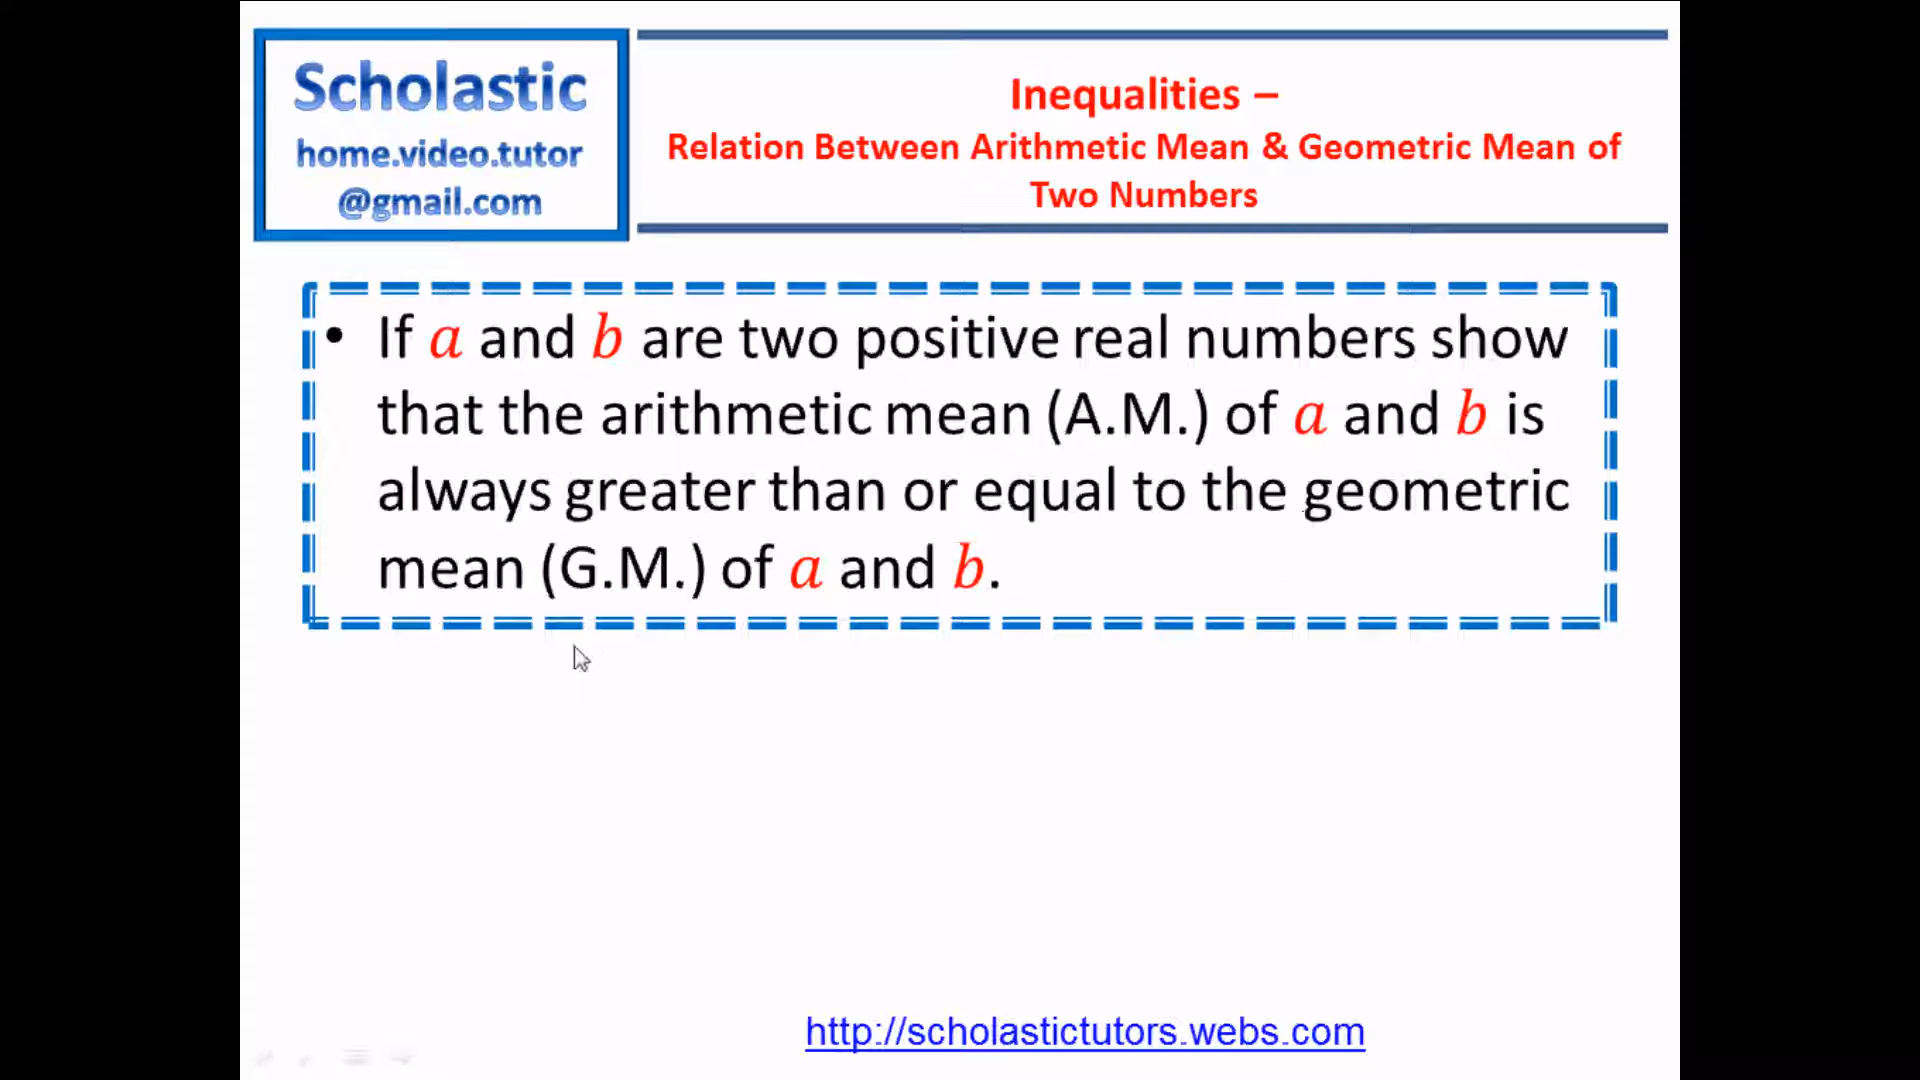 Scholastic
home.video.tutor
@gmail.com
Inequalities –
Relation Between Arithmetic Mean & Geometric Mean of
Two Numbers
• If a and b are two positive real numbers show
that the arithmetic mean (A.M.) of a and b is
always greater than or equal to the geometric
mean (G.M.) of a and b.
http://scholastictutors.webs.com